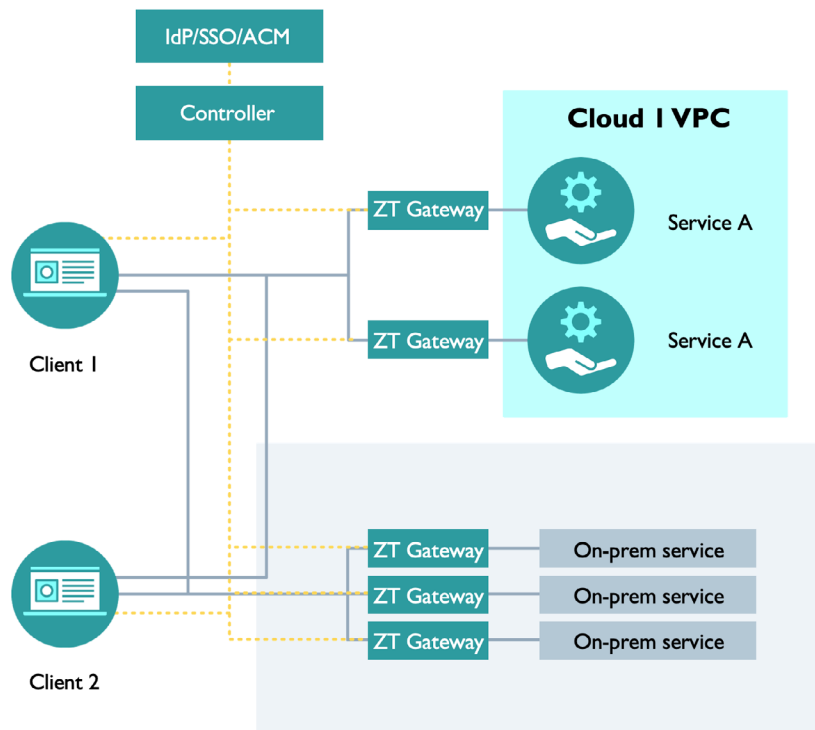 IdP/SSO/ACM
Controller
Cloud 1 VPC
ZT Gateway
Service A
Client 1
ZT Gateway
Service A
ZT Gateway
On-prem service
ZT Gateway
On-prem service
ZT Gateway
On-prem service
Client 2